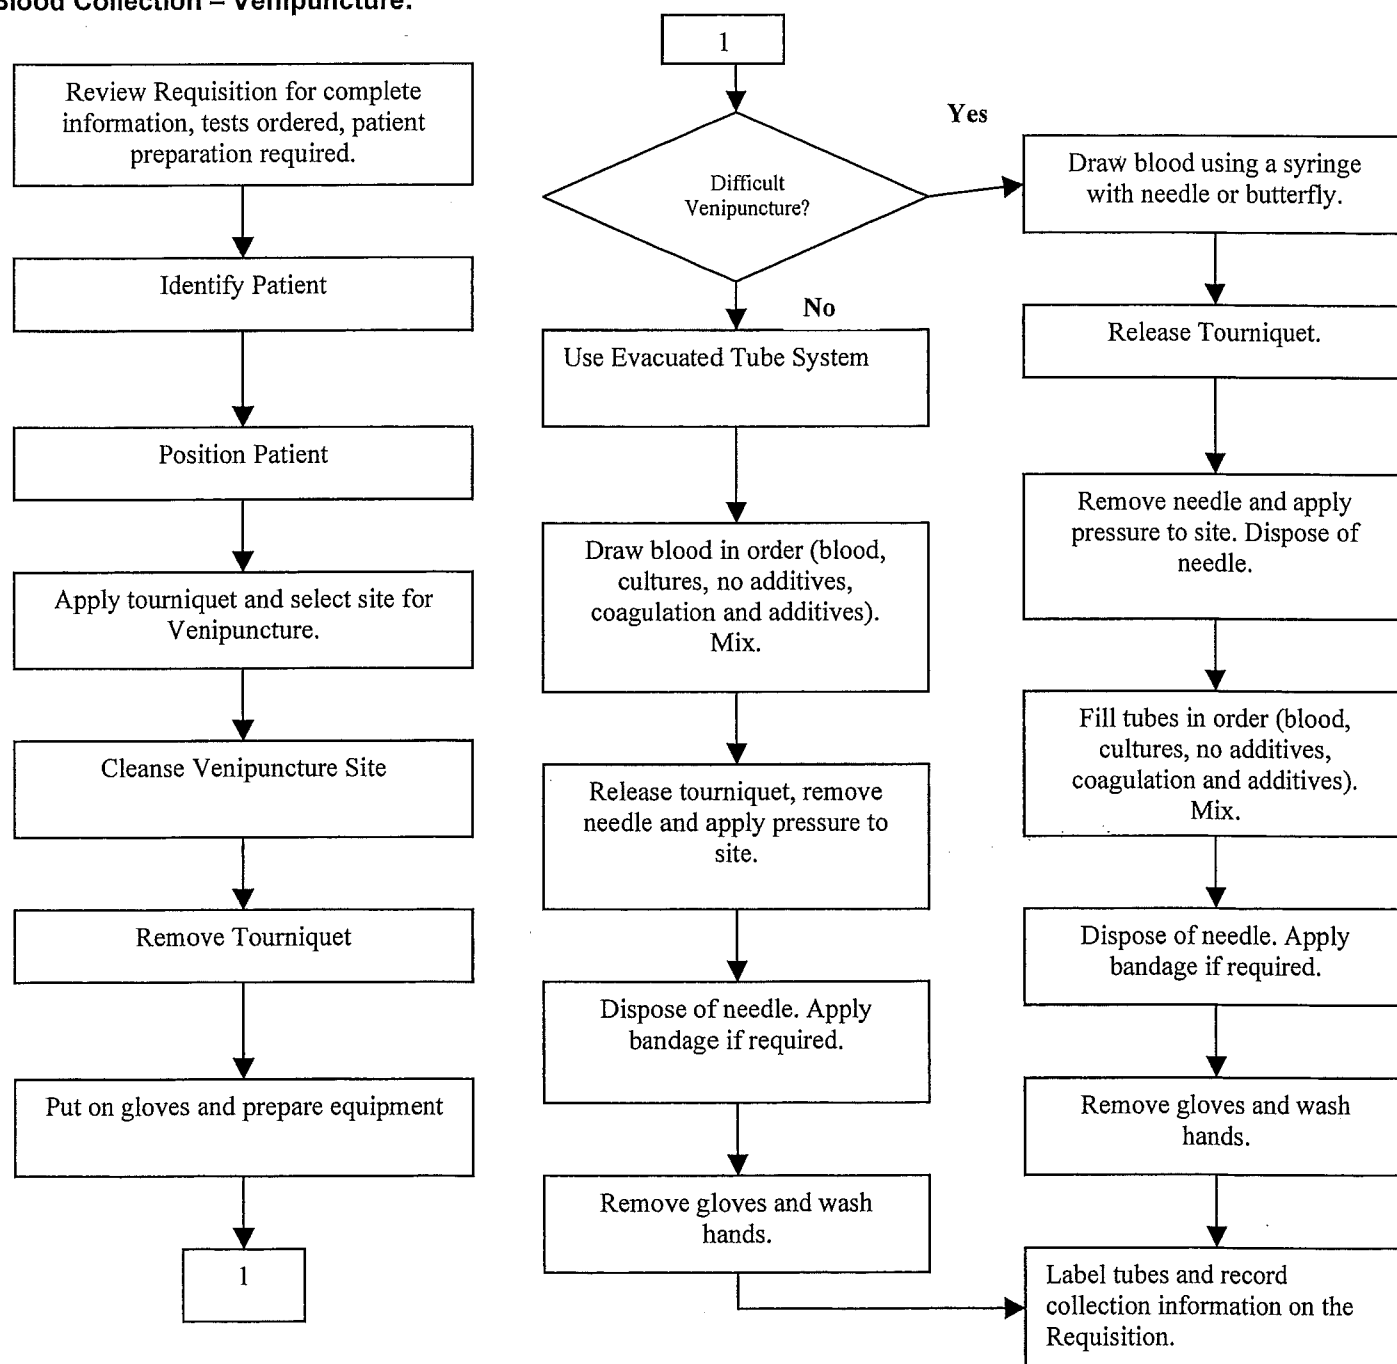 Blood Collection – Venipuncture.
Review Requisition for complete
information, tests ordered, patient
preparation required.
Identify Patient
Position Patient
Apply tourniquet and select site for
Venipuncture.
Cleanse Venipuncture Site
Remove Tourniquet
Put on gloves and prepare equipment
1
1
Difficult
Venipuncture?
Yes
No
Use Evacuated Tube System
Draw blood in order (blood,
cultures, no additives,
coagulation and additives).
Mix.
Release tourniquet, remove
needle and apply pressure to
site.
Dispose of needle. Apply
bandage if required.
Remove gloves and wash
hands.
Draw blood using a syringe
with needle or butterfly.
Release Tourniquet.
Remove needle and apply
pressure to site. Dispose of
needle.
Fill tubes in order (blood,
cultures, no additives,
coagulation and additives).
Mix.
Dispose of needle. Apply
bandage if required.
Remove gloves and wash
hands.
Label tubes and record
collection information on the
Requisition.